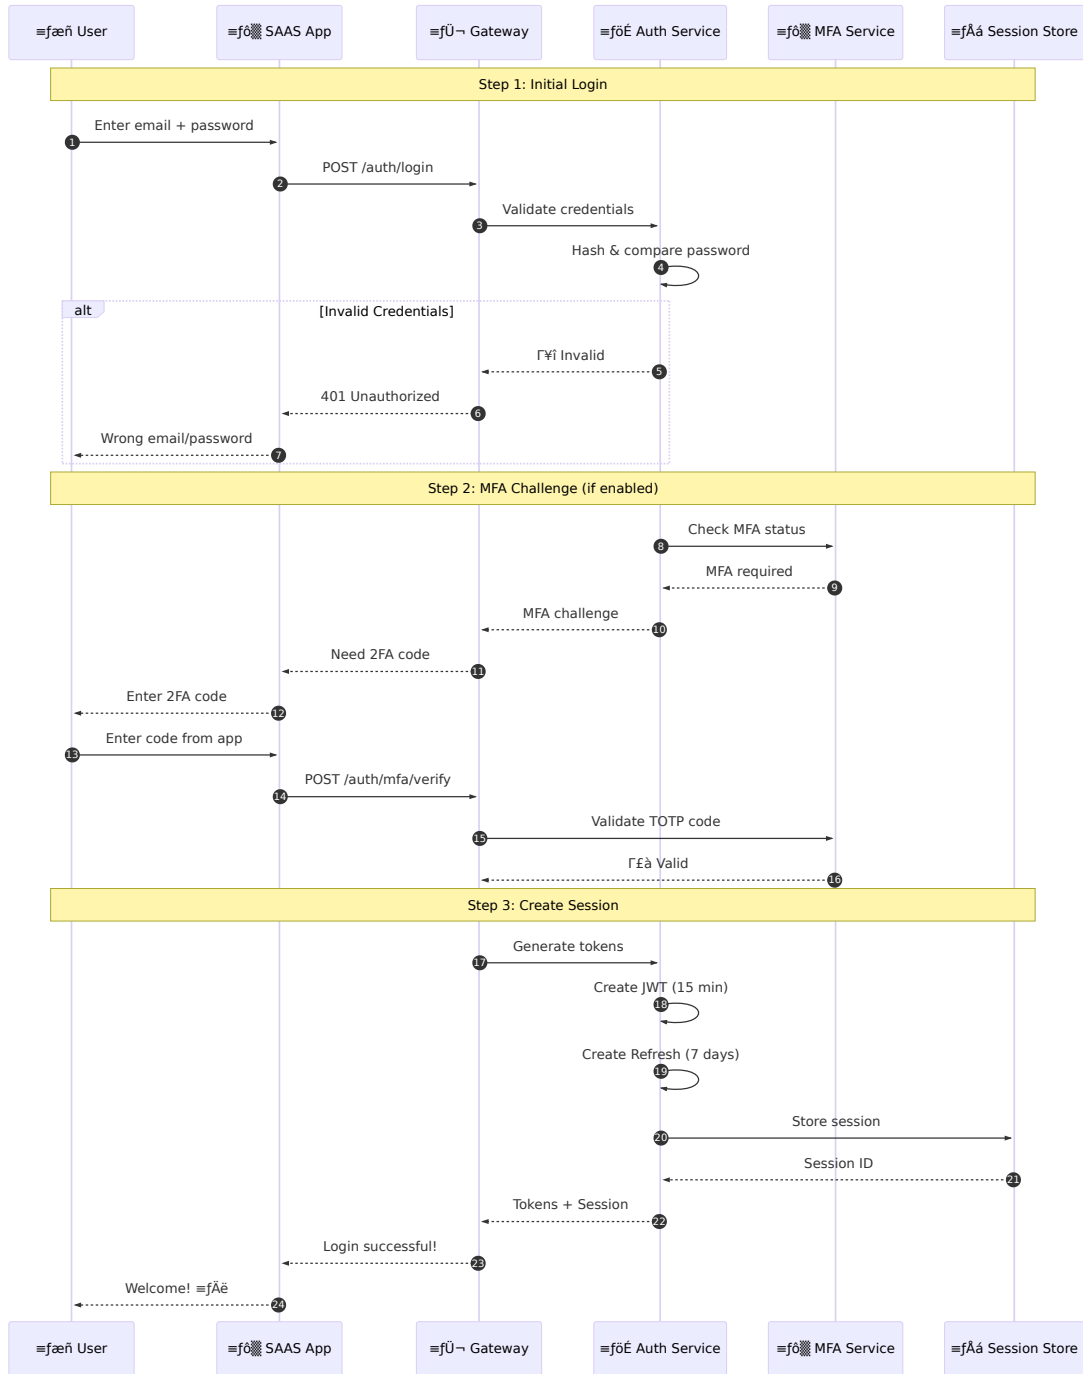 ≡ƒæñ User
≡ƒô▒ SAAS App
≡ƒÜ¬ Gateway
≡ƒöÉ Auth Service
≡ƒô▒ MFA Service
≡ƒÅá Session Store
Step 1: Initial Login
Enter email + password
1
POST /auth/login
2
Validate credentials
3
Hash & compare password
4
alt
[Invalid Credentials]
Γ¥î Invalid
5
401 Unauthorized
6
Wrong email/password
7
Step 2: MFA Challenge (if enabled)
Check MFA status
8
MFA required
9
MFA challenge
10
Need 2FA code
11
Enter 2FA code
12
Enter code from app
13
POST /auth/mfa/verify
14
Validate TOTP code
15
Γ£à Valid
16
Step 3: Create Session
Generate tokens
17
Create JWT (15 min)
18
Create Refresh (7 days)
19
Store session
20
Session ID
21
Tokens + Session
22
Login successful!
23
Welcome! ≡ƒÄë
24
≡ƒæñ User
≡ƒô▒ SAAS App
≡ƒÜ¬ Gateway
≡ƒöÉ Auth Service
≡ƒô▒ MFA Service
≡ƒÅá Session Store